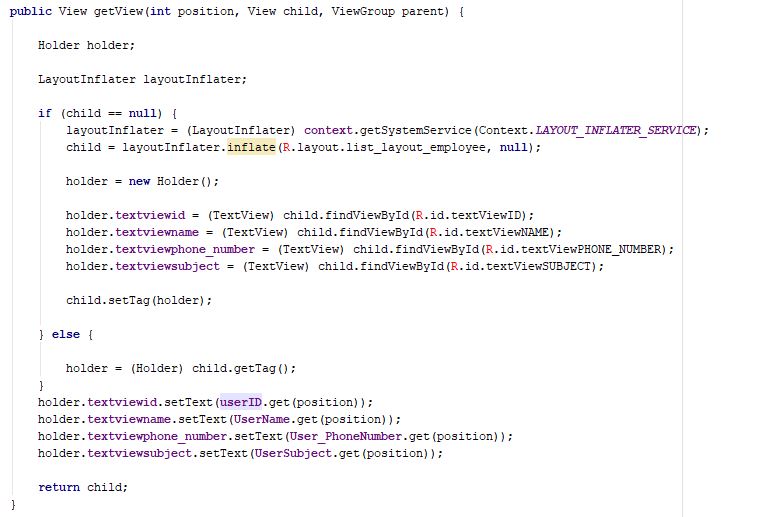 public View getView(int position, View child, ViewGroup parent) {
Holder holder;
LayoutInflater layoutInflater;
if (child == null) {
layoutInflater = (LayoutInflater) context.getSystemService(Context.LAYOUT_INFLATER_SERVICE);
child = layoutInflater.inflate(R.layout.list_layout_employee, null);
holder = new Holder();
holder.textviewid = (TextView) child.findViewById(R.id.textViewID);
holder.textviewname = (TextView) child.findViewById(R.id.textViewNAME);
holder.textviewphone_number = (TextView) child.findViewById(R.id.textViewPHONE_NUMBER);
holder.textviewsubject = (TextView) child.findViewById(R.id.textViewSUBJECT);
child.setTag(holder);
} else {
holder = (Holder) child.getTag();
}
holder.textviewid.setText(userID.get(position));
holder.textviewname.setText(UserName.get(position));
holder.textviewphone_number.setText(User_PhoneNumber.get(position));
holder.textviewsubject.setText(UserSubject.get(position));
return child;
}